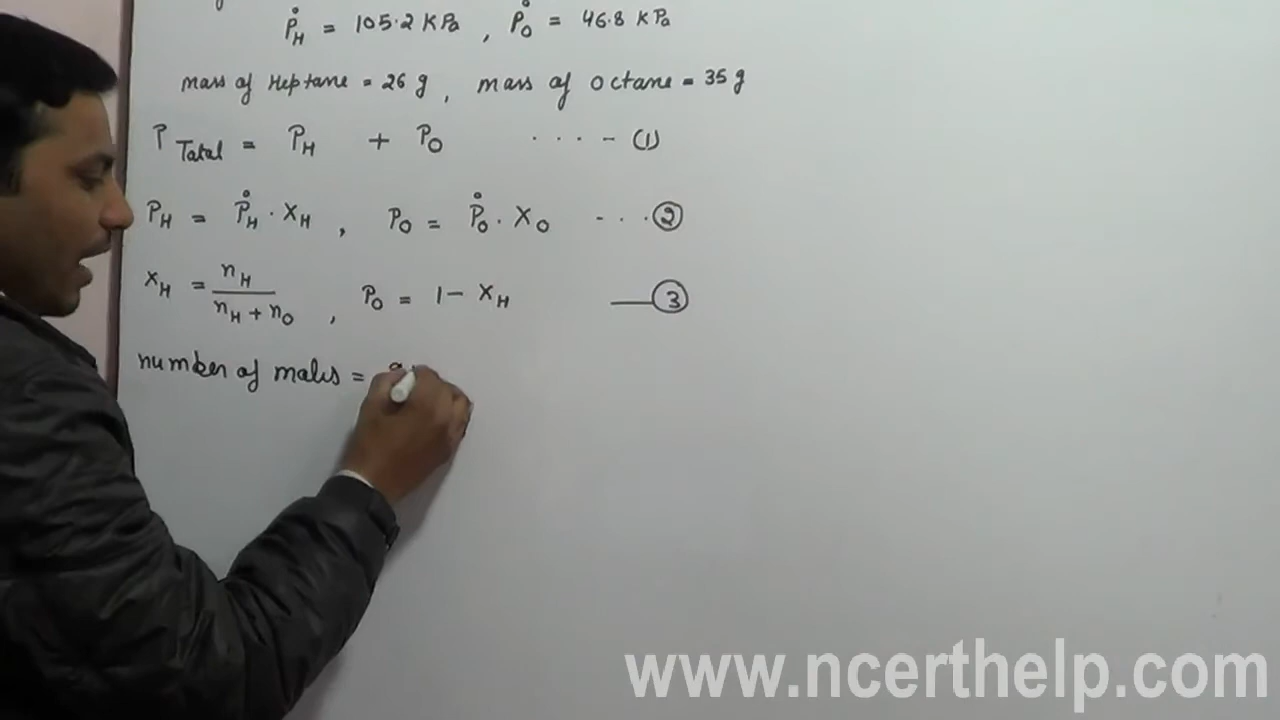 P°H = 105.2 KPa , P°O = 46.8 KPa
mass of Heptane = 26 g , mass of octane = 35 g
P Tatal = PH + PO .... - (1)
PH = P°H . XH , PO = P°O . XO - .. . (2)
XH = nH / nH + nO , PO = 1 - XH —(3)
number of moles =
www.ncerthelp.com